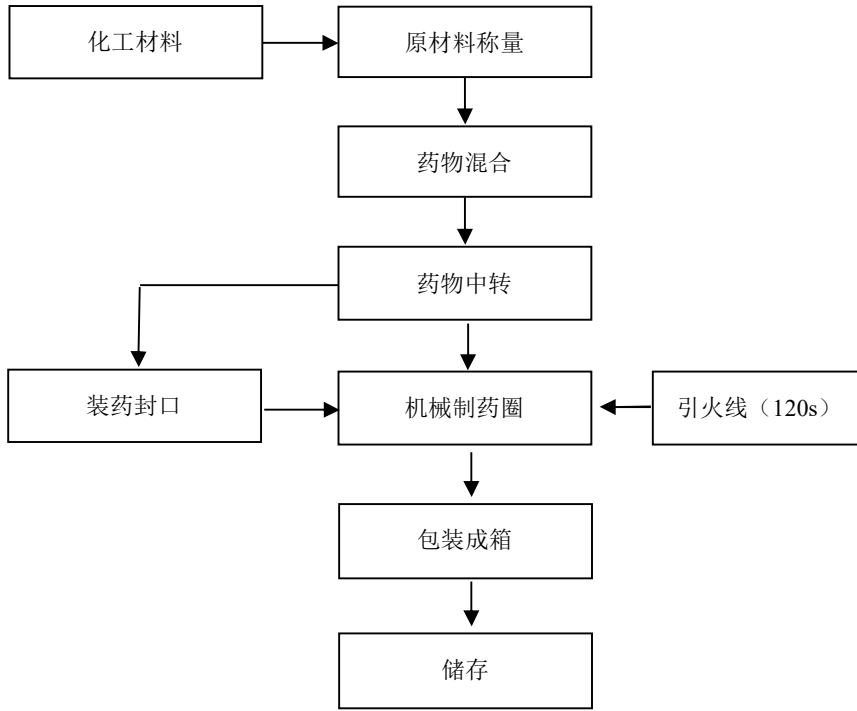 化工材料
原材料称量
药物混合
药物中转
装药封口
机械制药圈
引火线（120s）
包装成箱
储存